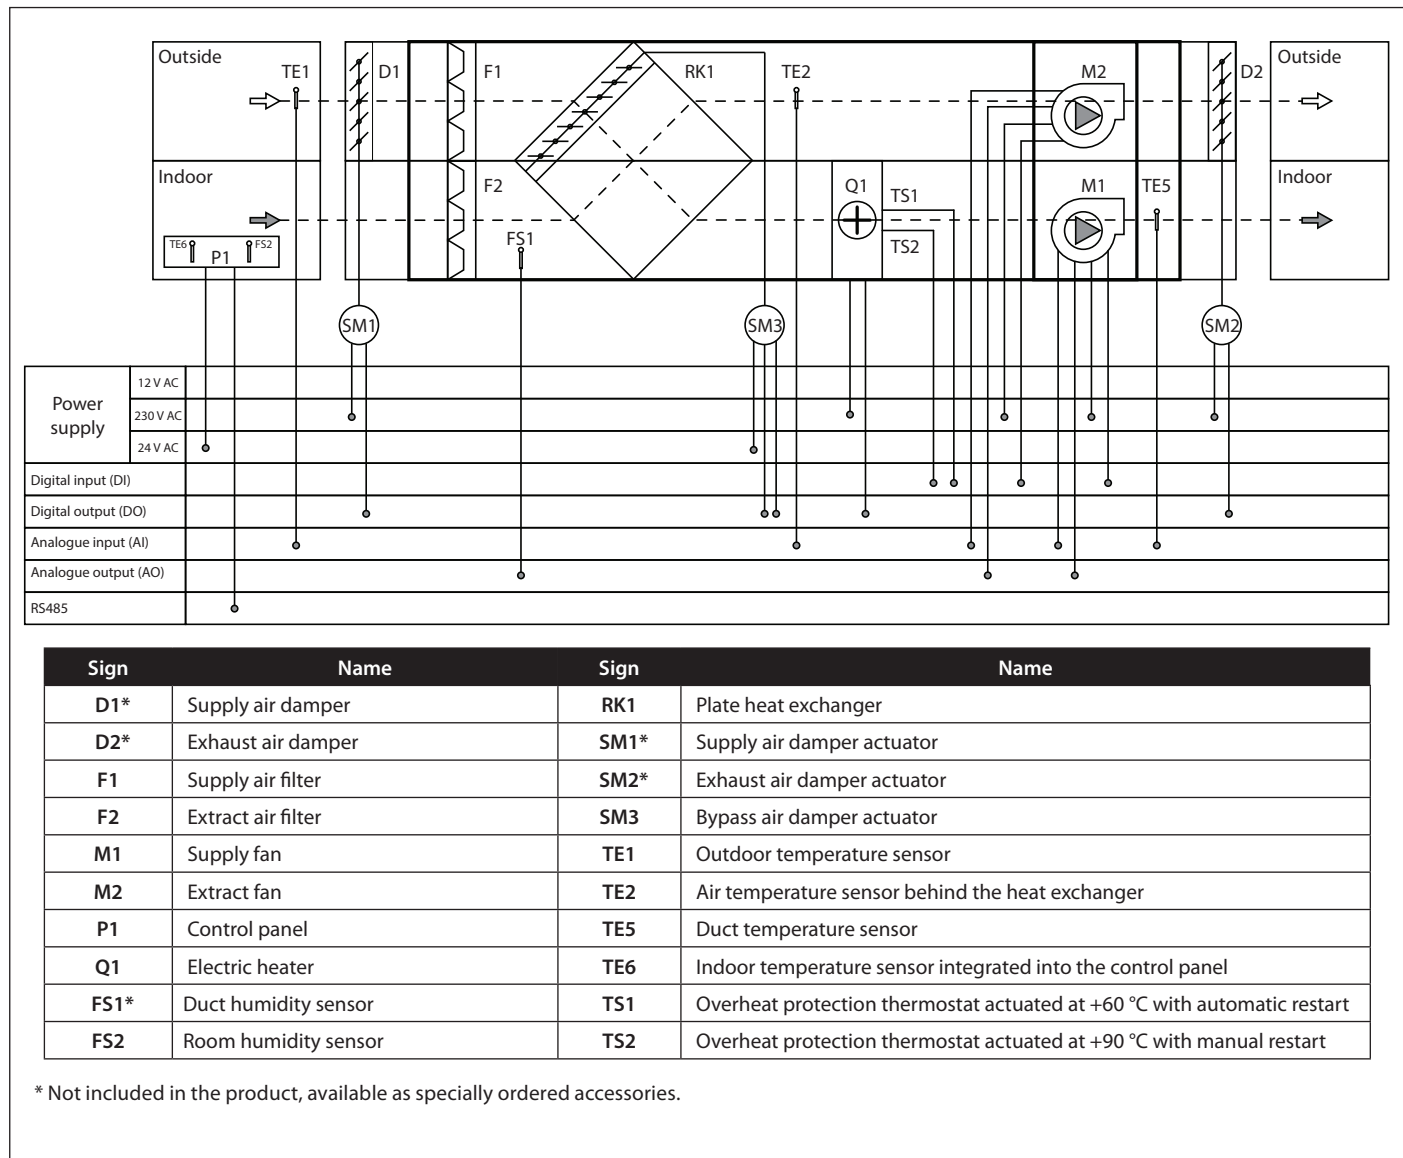 Outside
TE1
D1
F1
RK1
TE2
M2
D2
Outside
Indoor
F2
Q1
TS1
M1
TE5
Indoor
TE6
FS2
P1
FS1
TS2
SM1
SM3
SM2
Power
supply
12 V AC
230 V AC
24 V AC
Digital input (DI)
Digital output (DO)
Analogue input (AI)
Analogue output (AO)
RS485
Sign Name Sign Name
D1* Supply air damper RK1 Plate heat exchanger
D2* Exhaust air damper SM1* Supply air damper actuator
F1 Supply air filter SM2* Exhaust air damper actuator
F2 Extract air filter SM3 Bypass air damper actuator
M1 Supply fan TE1 Outdoor temperature sensor
M2 Extract fan TE2 Air temperature sensor behind the heat exchanger
P1 Control panel TE5 Duct temperature sensor
Q1 Electric heater TE6 Indoor temperature sensor integrated into the control panel
FS1* Duct humidity sensor TS1 Overheat protection thermostat actuated at +60 °C with automatic restart
FS2 Room humidity sensor TS2 Overheat protection thermostat actuated at +90 °C with manual restart
* Not included in the product, available as specially ordered accessories.